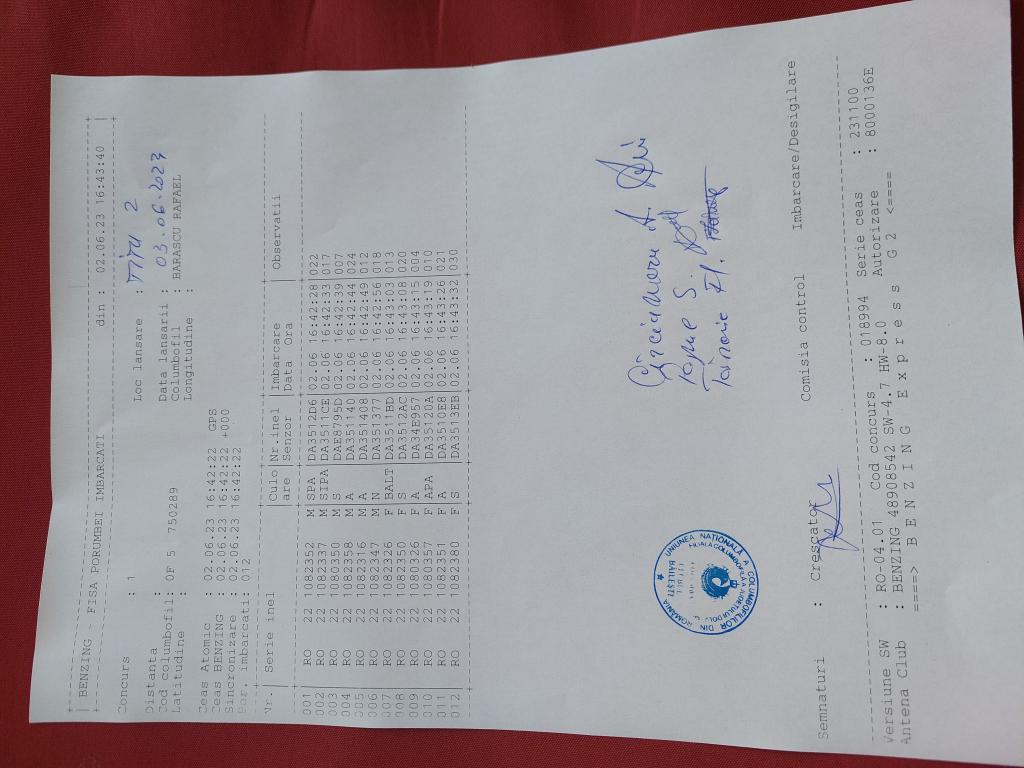 BENZING - FISA PORUMBEI IMBARCATI din : 02.06.23 16:43:40
Concurs : 1 Loc lansare :
Distanta : Data lansarii : 03.06.2023
Cod columbofil: 0F 5 750289 Columbofil : BARASCU RAFAEL
Latitudine : Longitudine :
Ceas Atomic : 02.06.23 16:42:22 GPS
Ceas BENZING : 02.06.23 16:42:22 +000
Sincronizare : 02.06.23 16:42:22
Por. imbarcati: 012
Nr. | Serie inel |Culo|Nr.inel |Imbarcare | Observatii
|are |Senzor |Data Ora
001 | RO 22 1082352 M SPA |DA3512D6|02.06 16:42:28|022
002 | RO 22 1080337 M SIPA |DA3511CE|02.06 16:42:33|017
003 | RO 22 1080350 M S |DAE8795D|02.06 16:42:39|007
004 | RO 22 1082358 M A |DA351140|02.06 16:42:44|024
005 | RO 22 1082316 M A |DA351408|02.06 16:42:49|012
006 | RO 22 1082347 M N |DA351377|02.06 16:42:56|018
007 | RO 22 1082326 F BALT |DA3511BD|02.06 16:43:03|013
008 | RO 22 1082350 F S |DA3512AC|02.06 16:43:08|020
009 | RO 22 1080326 F A |DA34E957|02.06 16:43:15|004
010 | RO 22 1080357 F APA |DA35120A|02.06 16:43:19|010
011 | RO 22 1082351 F A |DA3510E8|02.06 16:43:26|021
012 | RO 22 1082380 F S |DA3513EB|02.06 16:43:32|030
UNIUNEA NAȚIONALĂ A COLUMBOFILILOR DIN ROMÂNIA
BĂILEȘTI
Semnaturi : Crescator Comisia control Imbarcare/Desigilare
Versiune SW : RO-04.01 Cod concurs : 018994 Serie ceas : 231100
Antena Club : BENZING 48908542 SW-4.7 HW-8.0 Autorizare : 8000136E
====> B E N Z I N G E x p r e s s G 2 <====